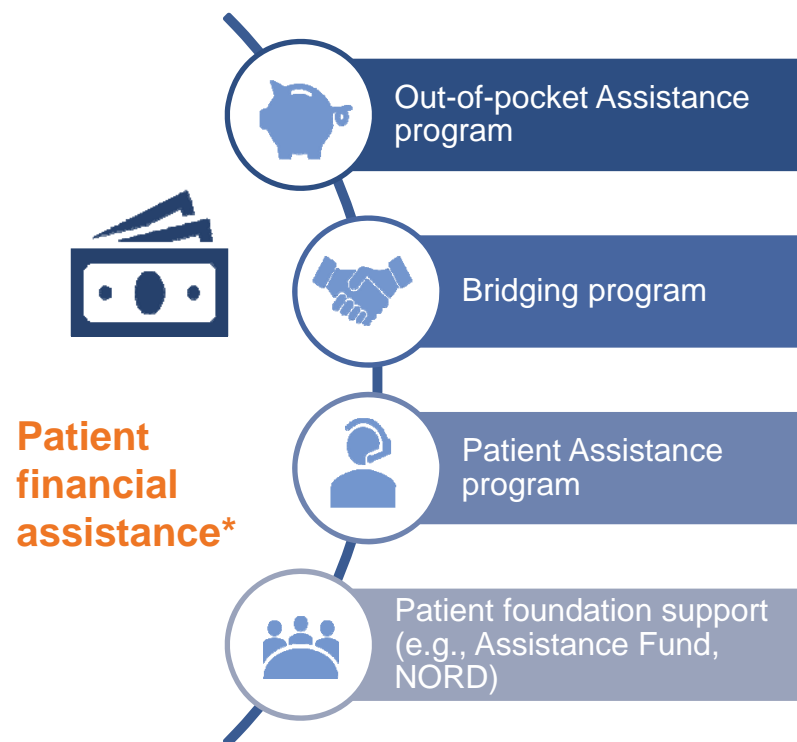 Out-of-pocket Assistance
program
Bridging program
Patient
financial
assistance*
Patient Assistance
program
Patient foundation support
(e.g., Assistance Fund,
NORD)